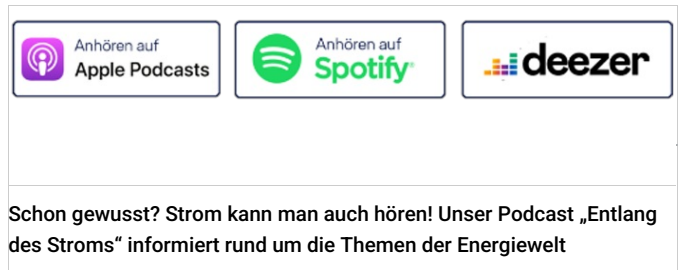 Anhören auf
Apple Podcasts
Anhören auf
Spotify
deezer
Schon gewusst? Strom kann man auch hören! Unser Podcast „Entlang
des Stroms“ informiert rund um die Themen der Energiewelt